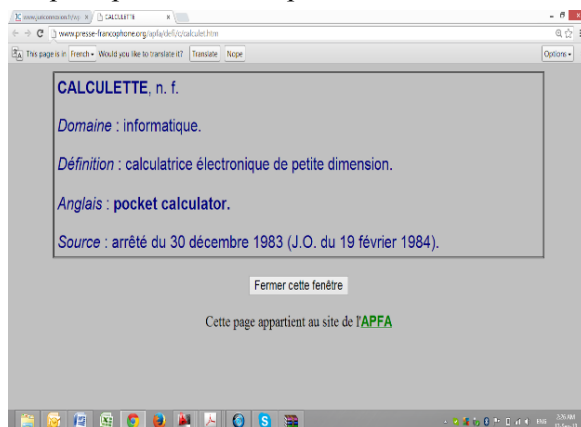 CALCULETTE
www.presse-francophone.org/apfa/defi/c/calculet.htm
This page is in French Would you like to translate it? Translate Nope Options
CALCULETTE, n. f.
Domaine : informatique.
Définition : calculatrice électronique de petite dimension.
Anglais : pocket calculator.
Source : arrêté du 30 décembre 1983 (J.O. du 19 février 1984).
Fermer cette fenêtre
Cette page appartient au site de l'APFA